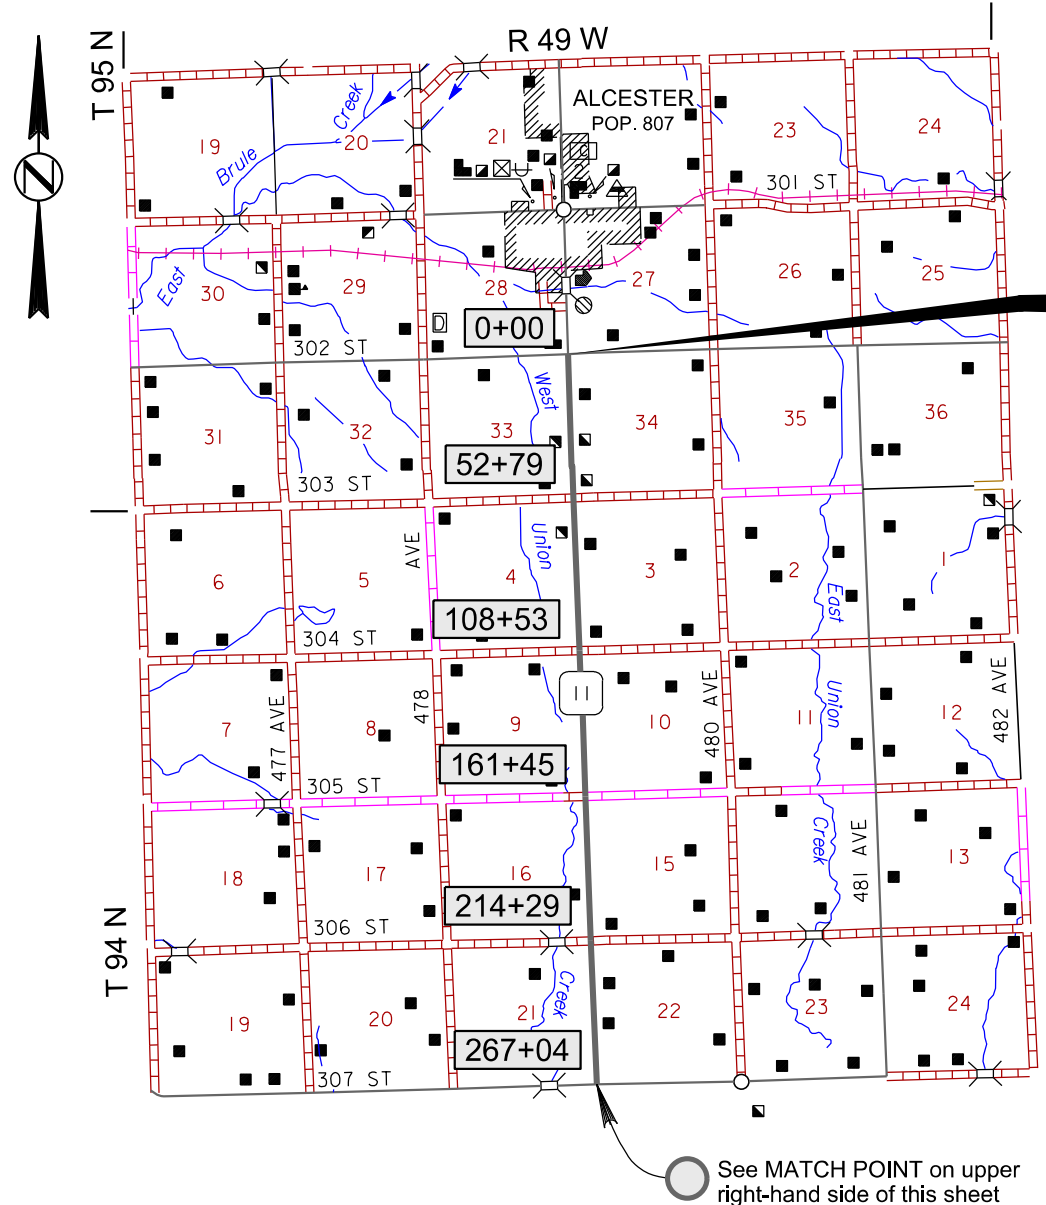 T 95 N
R 49 W
ALCESTER
POP. 807
19
Creek
20
21
23
24
Brule
301 ST
N
East
30
29
28
27
26
25
0+00
302 ST
West
31
32
33
34
35
36
52+79
303 ST
Union
AVE
6
5
4
3
2
1
East
108+53
304 ST
478
11
480 AVE
Union
482 AVE
7
477 AVE
8
9
10
11
12
161+45
305 ST
Creek
481 AVE
18
17
16
15
13
214+29
306 ST
T 94 N
Creek
19
20
21
22
23
24
267+04
307 ST
See MATCH POINT on upper
right-hand side of this sheet